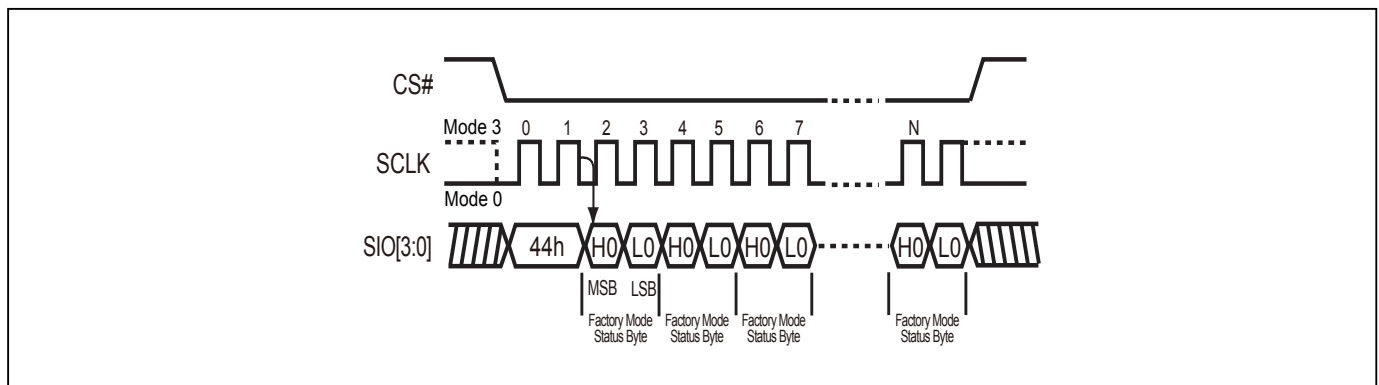 CS#
Mode 3 0 1 2 3 4 5 6 7 N
SCLK
Mode 0
SIO[3:0] 44h H0 L0 H0 L0 H0 L0 H0 L0
MSB LSB
Factory Mode Factory Mode Factory Mode Factory Mode
Status Byte Status Byte Status Byte Status Byte